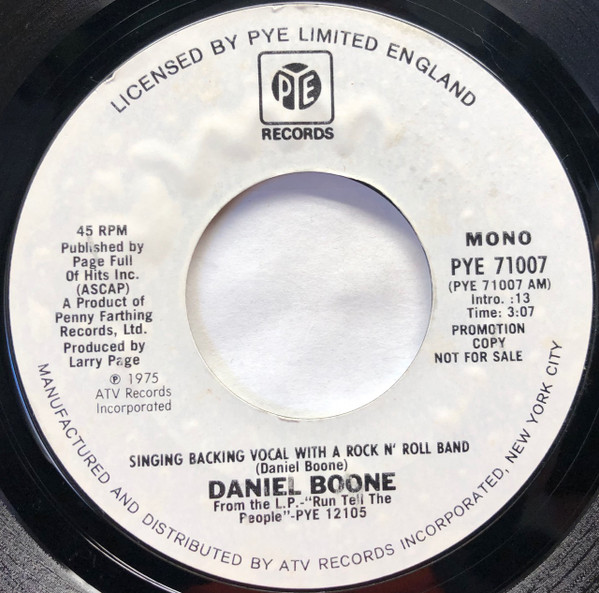 LICENSED BY PYE LIMITED ENGLAND
PYE
RECORDS
45 RPM
Published by
Page Full
Of Hits Inc.
(ASCAP)
A Product of
Penny Farthing
Records, Ltd.
Produced by
Larry Page
℗ 1975
ATV Records
Incorporated
MONO
PYE 71007
(PYE 71007 AM)
Intro. :13
Time: 3:07
PROMOTION
COPY
NOT FOR SALE
SINGING BACKING VOCAL WITH A ROCK N' ROLL BAND
(Daniel Boone)
DANIEL BOONE
From the L.P.-"Run Tell The
People"-PYE 12105
MANUFACTURED AND DISTRIBUTED BY ATV RECORDS INCORPORATED, NEW YORK CITY